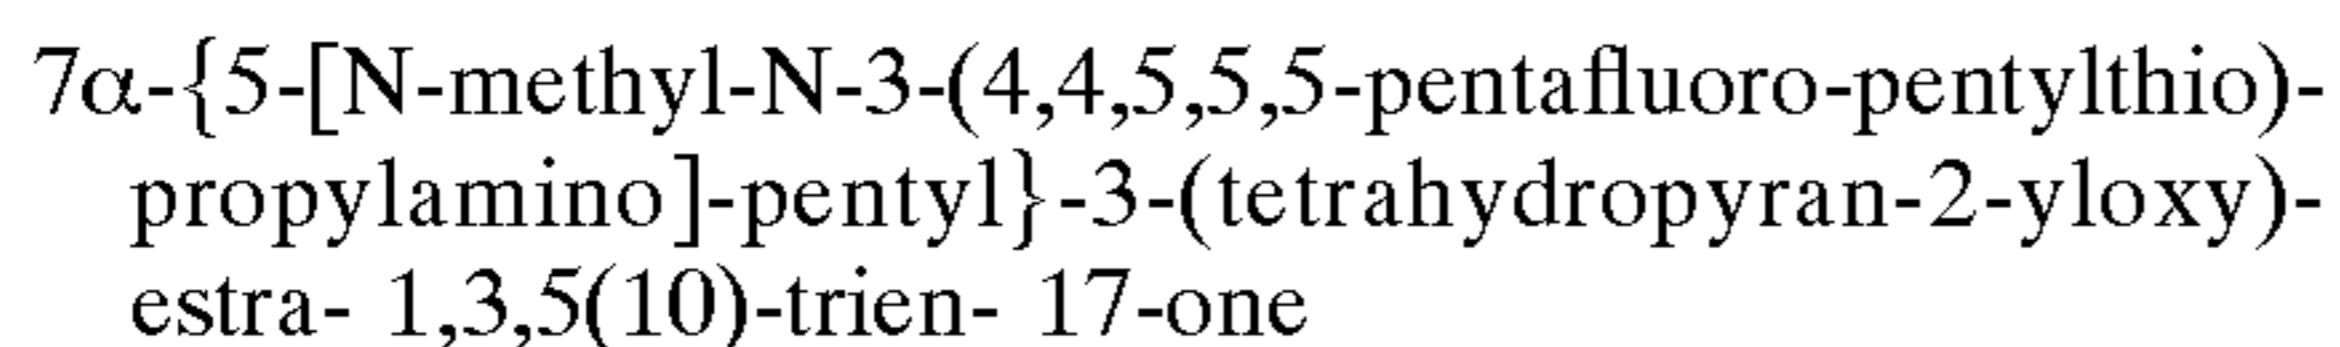 7α-{5-[N-methyl-N-3-(4,4,5,5,5-pentafluoro-pentylthio)-
propylamino]-pentyl}-3-(tetrahydropyran-2-yloxy)-
estra- 1,3,5(10)-trien- 17-one